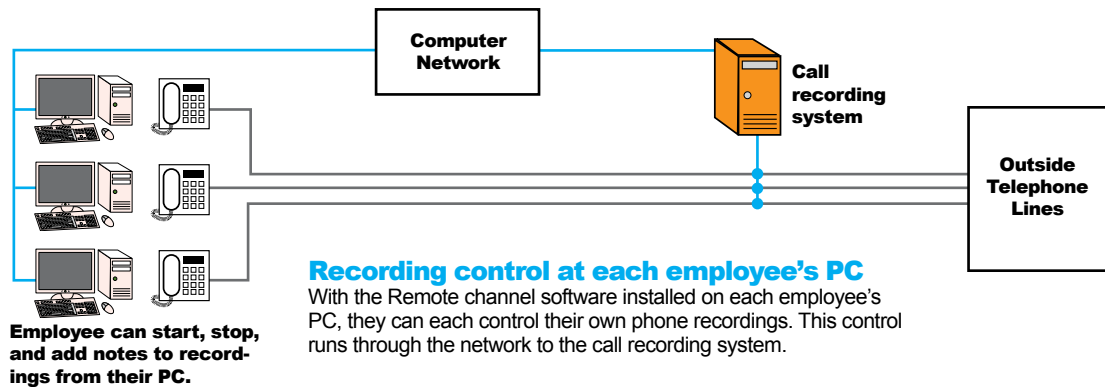 Computer
Network
Call
recording
system
Outside
Telephone
Lines
Recording control at each employee's PC
With the Remote channel software installed on each employee's
PC, they can each control their own phone recordings. This control
runs through the network to the call recording system.
Employee can start, stop,
and add notes to record-
ings from their PC.